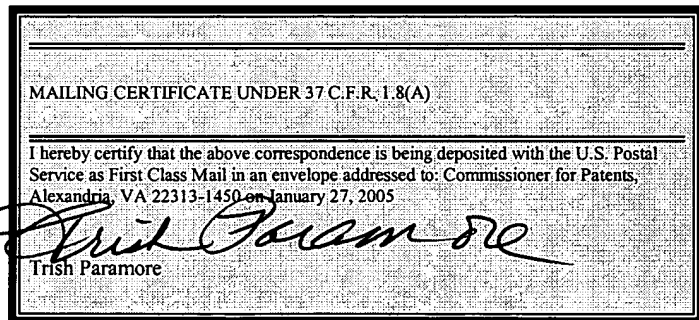 MAILING CERTIFICATE UNDER 37 C.F.R. 1.8(A)
I hereby certify that the above correspondence is being deposited with the U.S. Postal
Service as First Class Mail in an envelope addressed to: Commissioner for Patents,
Alexandria, VA 22313-1450 on January 27, 2005
Trish Paramore
Trish Paramore